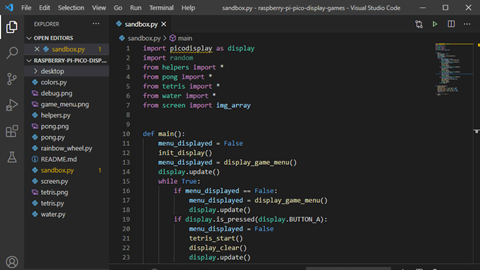 File Edit Selection View Go Run Terminal Help sandbox.py - raspberry-pi-pico-display-games - Visual Studio Code
EXPLORER
OPEN EDITORS
sandbox.py 1
RASPBERRY-PI-PICO-DISP...
desktop
colors.py
debug.png
game_menu.png
helpers.py
pong.png
pong.py
rainbow_wheel.py
README.md
sandbox.py 1
screen.py
tetris.png
tetris.py
water.py
sandbox.py 1
sandbox.py > main
1 import picodisplay as display
2 import random
3 from helpers import *
4 from pong import *
5 from tetris import *
6 from water import *
7 from screen import img_array
8
9
10 def main():
11 menu_displayed = False
12 init_display()
13 menu_displayed = display_game_menu()
14 display.update()
15 while True:
16 if menu_displayed == False:
17 menu_displayed = display_game_menu()
18 display.update()
19 if display.is_pressed(display.BUTTON_A):
20 menu_displayed = False
21 tetris_start()
22 display_clear()
23 display.update()